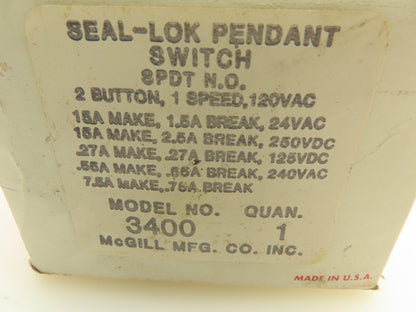 SEAL-LOK PENDANT
SWITCH
SPDT N.O.
2 BUTTON, 1 SPEED,120VAC
15A MAKE, 1.5A BREAK, 24VAC
15A MAKE, 2.5A BREAK, 250VDC
.27A MAKE, .27A BREAK, 125VDC
.55A MAKE, .55A BREAK, 240VAC
7.5A MAKE,.75A BREAK
MODEL NO. QUAN.
3400 1
McGILL MFG. CO. INC.
MADE IN U.S.A.